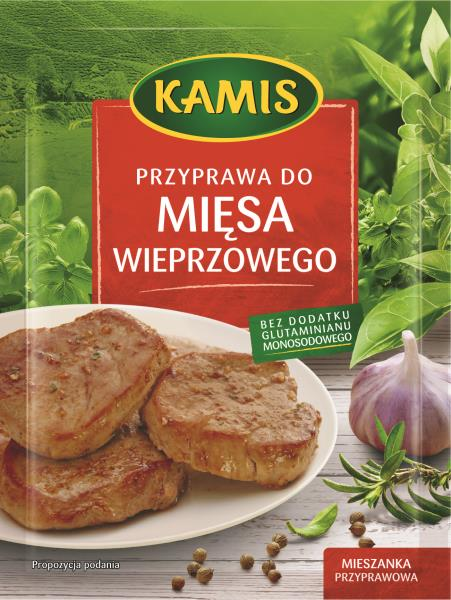 KAMIS
PRZYPRAWA DO
MIĘSA
WIEPRZOWEGO
BEZ DODATKU
GLUTAMINIANU
MONOSODOWEGO
Propozycja podania
MIESZANKA
PRZYPRAWOWA